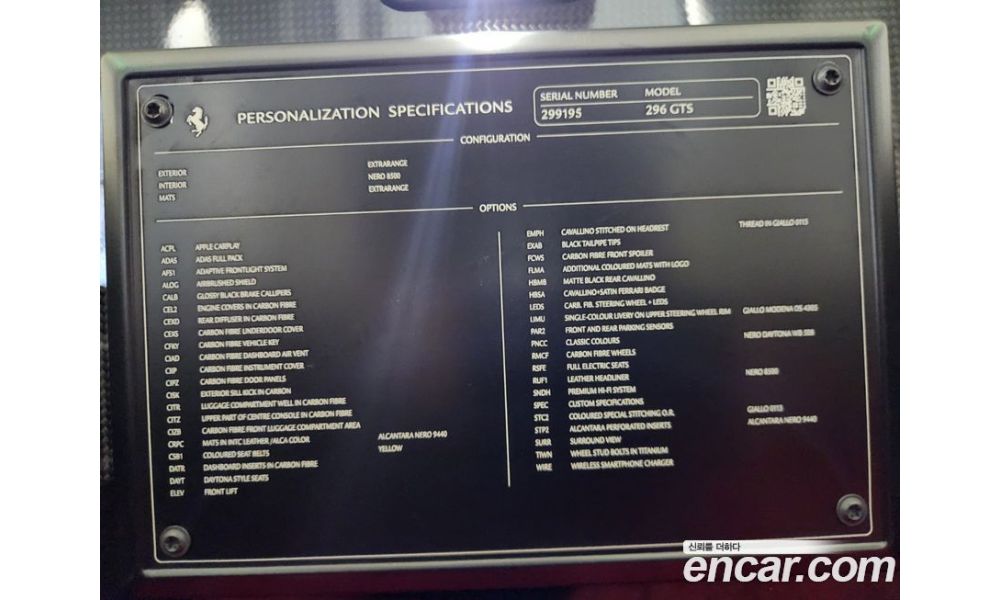 PERSONALIZATION SPECIFICATIONS
SERIAL NUMBER MODEL
299195 296 GTS
CONFIGURATION
EXTERIOR EXTRARANGE
INTERIOR NERO 8500
MATS EXTRARANGE
OPTIONS
ACPL APPLE CARPLAY
ADAS ADAS FULL PACK
AFS1 ADAPTIVE FRONTLIGHT SYSTEM
ALOG AIRBRUSHED SHIELD
CALB GLOSSY BLACK BRAKE CALLIPERS
CEL2 ENGINE COVERS IN CARBON FIBRE
CEXD REAR DIFFUSER IN CARBON FIBRE
CEXS CARBON FIBRE UNDERDOOR COVER
CFKY CARBON FIBRE VEHICLE KEY
CIAD CARBON FIBRE DASHBOARD AIR VENT
CIIP CARBON FIBRE INSTRUMENT COVER
CIPZ CARBON FIBRE DOOR PANELS
CISK EXTERIOR SILL KICK IN CARBON
CITR LUGGAGE COMPARTMENT WELL IN CARBON FIBRE
CITZ UPPER PART OF CENTRE CONSOLE IN CARBON FIBRE
CIZB CARBON FIBRE FRONT LUGGAGE COMPARTMENT AREA
CRPC MATS IN INTC LEATHER /ALCA COLOR ALCANTARA NERO 9440
CSB1 COLOURED SEAT BELTS YELLOW
DATR DASHBOARD INSERTS IN CARBON FIBRE
DAYT DAYTONA STYLE SEATS
ELEV FRONT LIFT
EMPH CAVALLINO STITCHED ON HEADREST THREAD IN GIALLO 0115
EXAB BLACK TAILPIPE TIPS
FCWS CARBON FIBRE FRONT SPOILER
FLMA ADDITIONAL COLOURED MATS WITH LOGO
HBMB MATTE BLACK REAR CAVALLINO
HBSA CAVALLINO+SATIN FERRARI BADGE
LEDS CARB. FIB. STEERING WHEEL + LEDS
LIMU SINGLE-COLOUR LIVERY ON UPPER STEERING WHEEL RIM GIALLO MODENA DS 4305
PAR2 FRONT AND REAR PARKING SENSORS
PNCC CLASSIC COLOURS NERO DAYTONA WB 508
RMCF CARBON FIBRE WHEELS
RSFE FULL ELECTRIC SEATS
RUF1 LEATHER HEADLINER NERO 8500
SNDH PREMIUM HI-FI SYSTEM
SPEC CUSTOM SPECIFICATIONS
STC2 COLOURED SPECIAL STITCHING O.R. GIALLO 0113
STP2 ALCANTARA PERFORATED INSERTS ALCANTARA NERO 9440
SURR SURROUND VIEW
TIWN WHEEL STUD BOLTS IN TITANIUM
WIRE WIRELESS SMARTPHONE CHARGER
신뢰를 더하다
encar.com